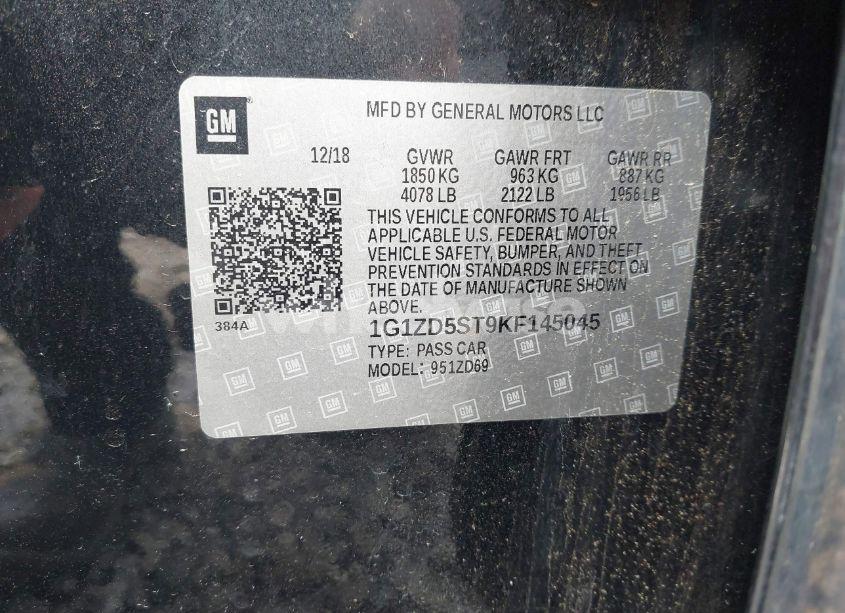 GM
MFD BY GENERAL MOTORS LLC
12/18 GVWR GAWR FRT GAWR RR
1850 KG 963 KG 887 KG
4078 LB 2122 LB 1956 LB
THIS VEHICLE CONFORMS TO ALL
APPLICABLE U.S. FEDERAL MOTOR
VEHICLE SAFETY, BUMPER, AND THEFT
PREVENTION STANDARDS IN EFFECT ON
THE DATE OF MANUFACTURE SHOWN
ABOVE.
384A
1G1ZD5ST9KF145045
TYPE: PASS CAR
MODEL: 951ZD69